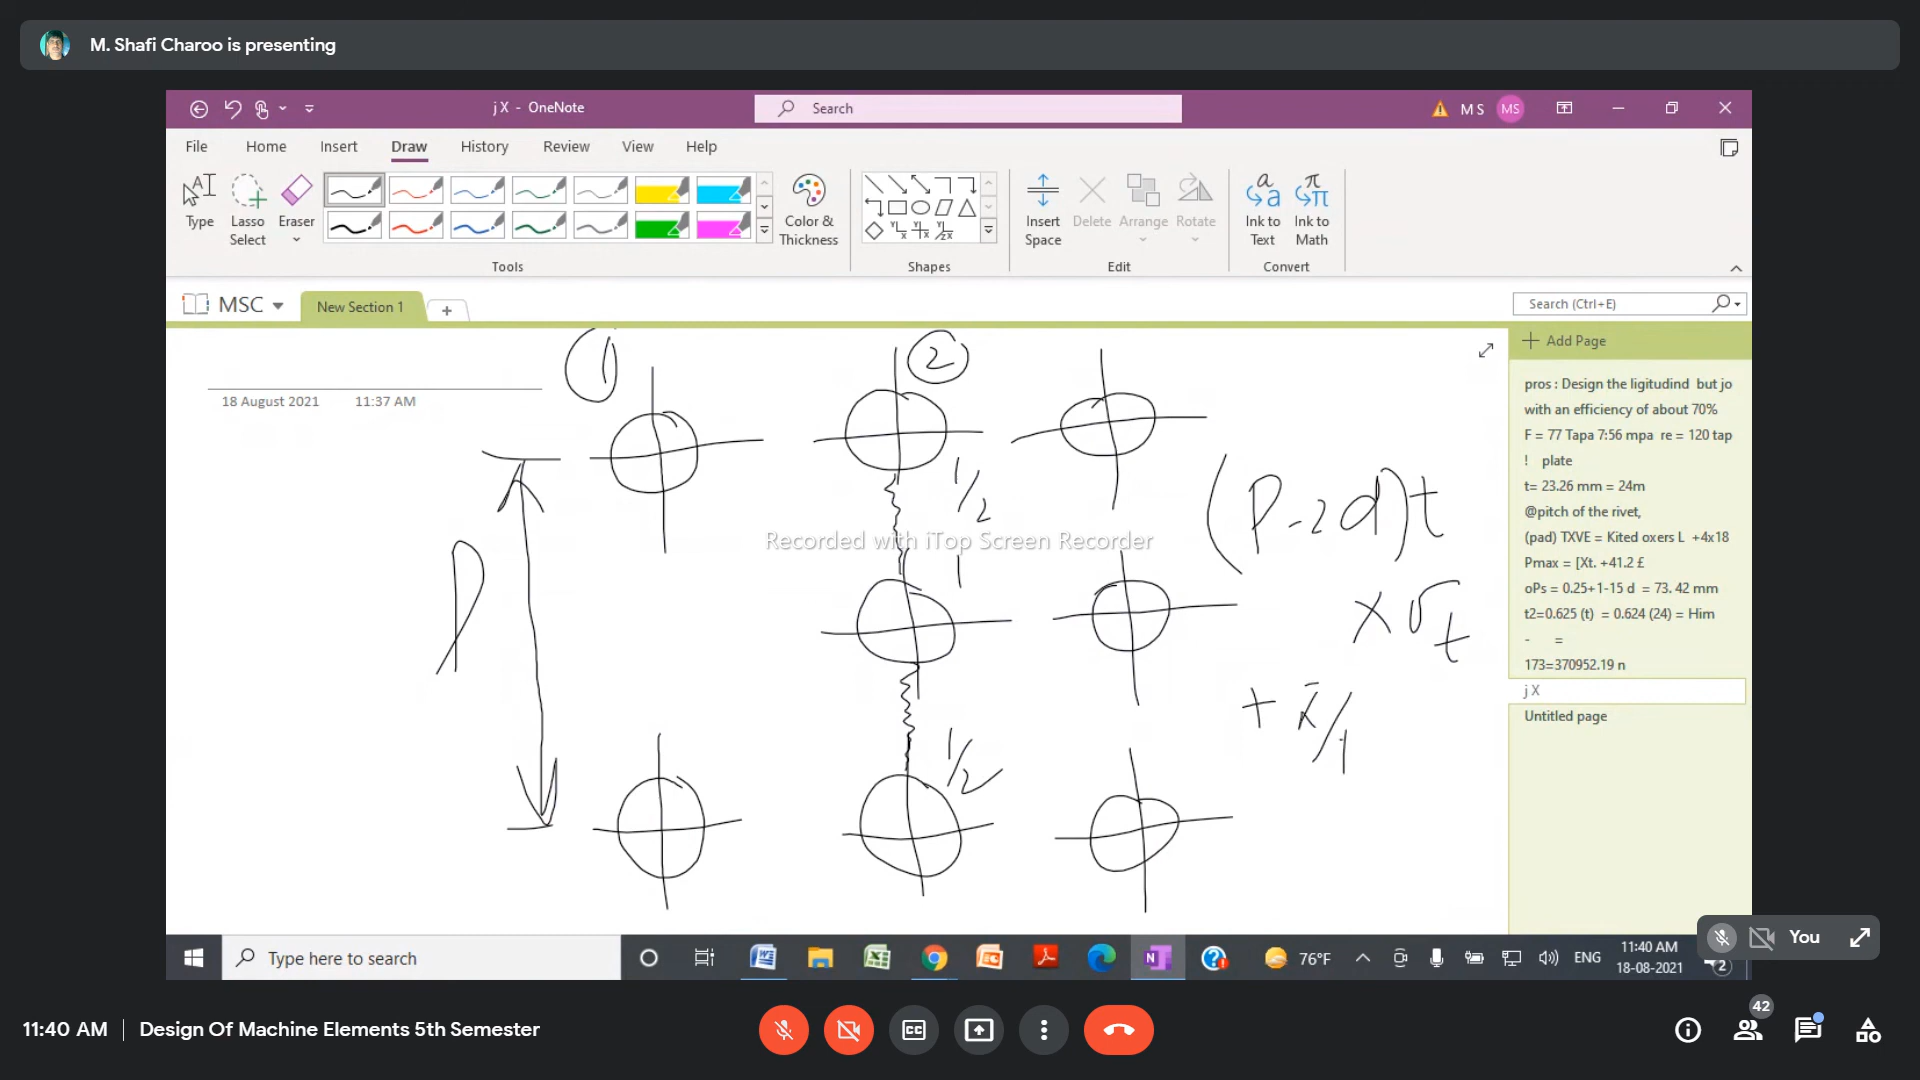 M. Shafi Charoo is presenting
j X - OneNote
Search
M S
MS
File Home Insert Draw History Review View Help
Type
Lasso Select
Eraser
Color & Thickness
Insert Space
Delete
Arrange
Rotate
Ink to Text
Ink to Math
Tools
Shapes
Edit
Convert
MSC
New Section 1
Search (Ctrl+E)
Add Page
18 August 2021 11:37 AM
1
2
1/2
(P-2d)t
Recorded with iTop Screen Recorder
P
1
x σt
1/2
+
pros : Design the ligitudind but jo
with an efficiency of about 70%
F = 77 Tapa 7:56 mpa re = 120 tap
! plate
t= 23.26 mm = 24m
@pitch of the rivet,
(pad) TXVE = Kited oxers L +4x18
Pmax = [Xt. +41.2 £
oPs = 0.25+1-15 d = 73. 42 mm
t2=0.625 (t) = 0.624 (24) = Him
- =
173=370952.19 n
j X
Untitled page
You
Type here to search
76°F
ENG
11:40 AM
18-08-2021
2
11:40 AM | Design Of Machine Elements 5th Semester
CC
42